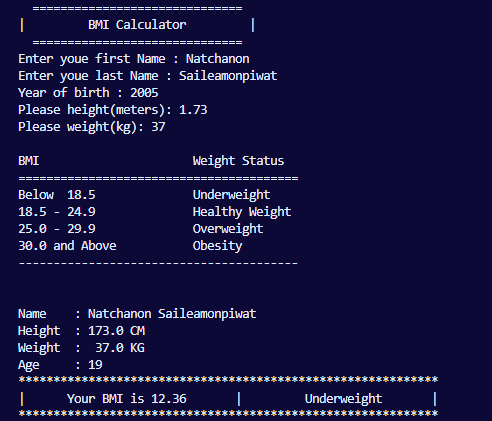 ==============================
|         BMI Calculator         |
==============================
Enter youe first Name : Natchanon
Enter youe last Name : Saileamonpiwat
Year of birth : 2005
Please height(meters): 1.73
Please weight(kg): 37
BMI                      Weight Status
========================================
Below  18.5              Underweight
18.5 - 24.9              Healthy Weight
25.0 - 29.9              Overweight
30.0 and Above           Obesity
----------------------------------------
Name    : Natchanon Saileamonpiwat
Height  : 173.0 CM
Weight  :  37.0 KG
Age     : 19
************************************************************
|      Your BMI is 12.36       |         Underweight       |
************************************************************